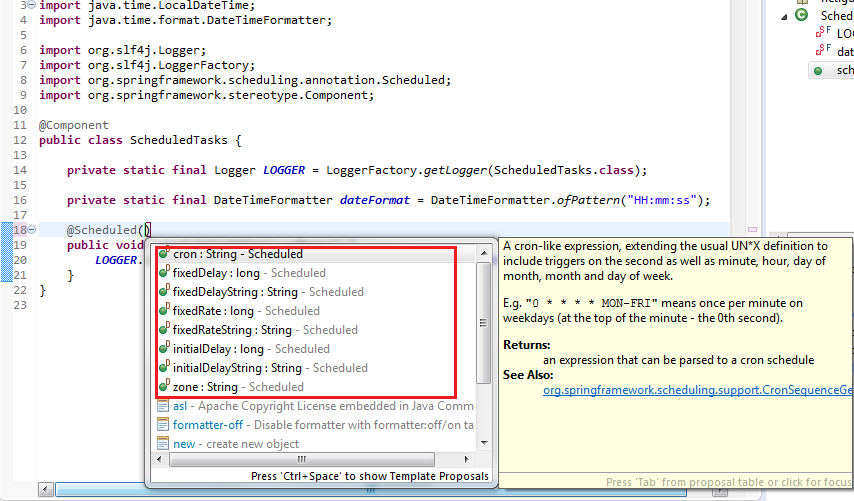 3 import java.time.LocalDateTime;
4 import java.time.format.DateTimeFormatter;
5
6 import org.slf4j.Logger;
7 import org.slf4j.LoggerFactory;
8 import org.springframework.scheduling.annotation.Scheduled;
9 import org.springframework.stereotype.Component;
10
11 @Component
12 public class ScheduledTasks {
13
14 private static final Logger LOGGER = LoggerFactory.getLogger(ScheduledTasks.class);
15
16 private static final DateTimeFormatter dateFormat = DateTimeFormatter.ofPattern("HH:mm:ss");
17
18 @Scheduled()
19 public void
20 LOGGER.
21 }
22 }
23
cron : String - Scheduled
fixedDelay : long - Scheduled
fixedDelayString : String - Scheduled
fixedRate : long - Scheduled
fixedRateString : String - Scheduled
initialDelay : long - Scheduled
initialDelayString : String - Scheduled
zone : String - Scheduled
asl - Apache Copyright License embedded in Java Comm
formatter-off - Disable formatter with formatter:off/on ta
new - create new object
Press 'Ctrl+Space' to show Template Proposals
A cron-like expression, extending the usual UN*X definition to
include triggers on the second as well as minute, hour, day of
month, month and day of week.
E.g. "0 * * * * MON-FRI" means once per minute on
weekdays (at the top of the minute - the 0th second).
Returns:
an expression that can be parsed to a cron schedule
See Also:
org.springframework.scheduling.support.CronSequenceGe
Press 'Tab' from proposal table or click for focus
Sched
LO
dat
sch